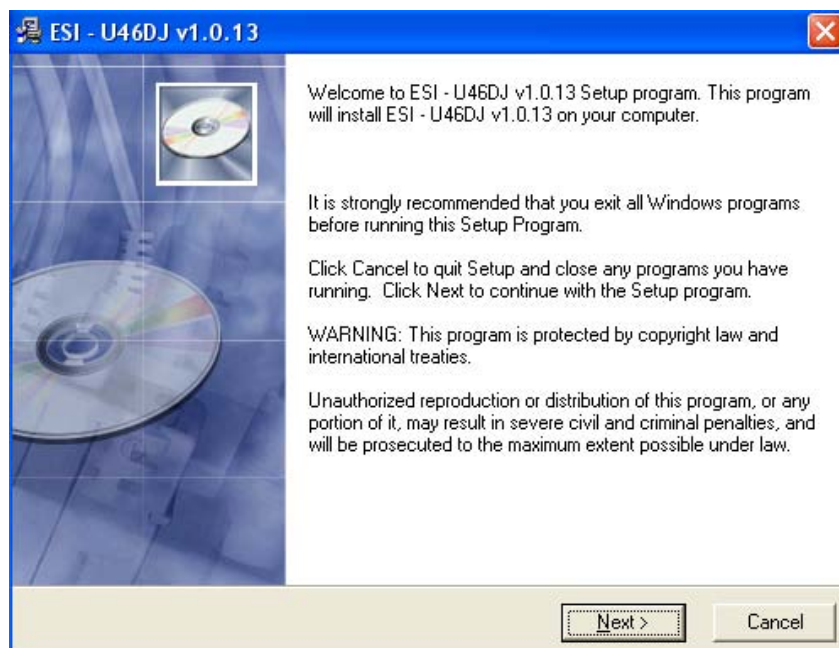 ESI - U46DJ v1.0.13
Welcome to ESI - U46DJ v1.0.13 Setup program. This program
will install ESI - U46DJ v1.0.13 on your computer.
It is strongly recommended that you exit all Windows programs
before running this Setup Program.
Click Cancel to quit Setup and close any programs you have
running. Click Next to continue with the Setup program.
WARNING: This program is protected by copyright law and
international treaties.
Unauthorized reproduction or distribution of this program, or any
portion of it, may result in severe civil and criminal penalties, and
will be prosecuted to the maximum extent possible under law.
Next >
Cancel